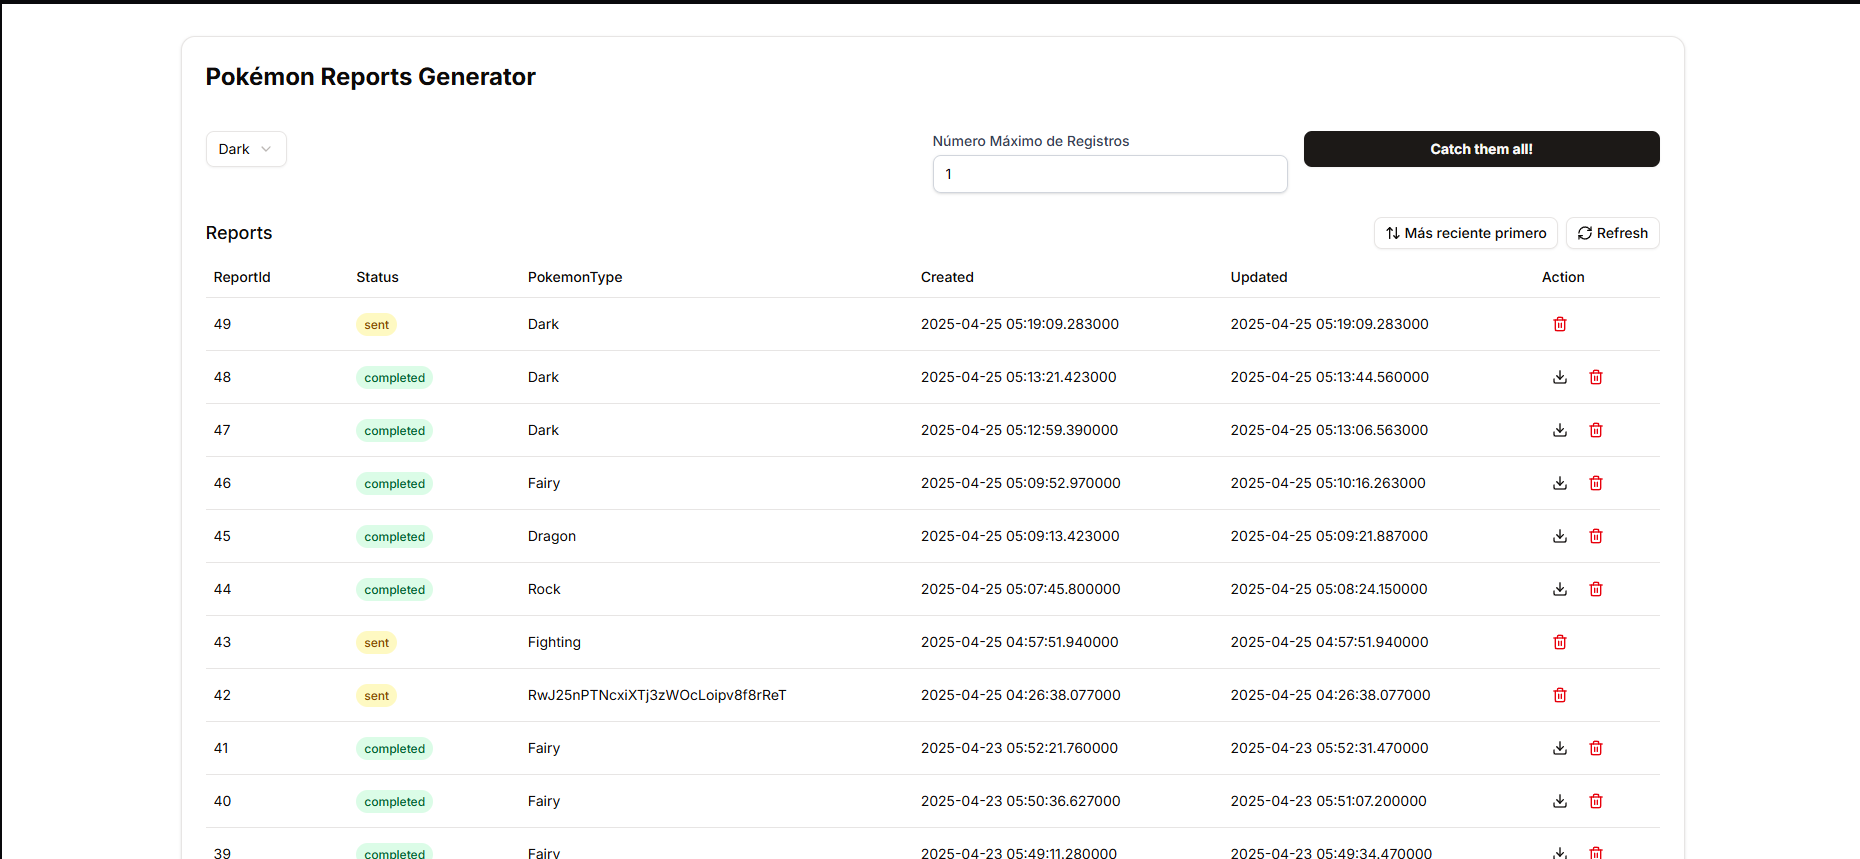 Pokémon Reports Generator
Dark
Número Máximo de Registros
1
Catch them all!
Reports
Más reciente primero
Refresh
ReportId Status PokemonType Created Updated Action
49 sent Dark 2025-04-25 05:19:09.283000 2025-04-25 05:19:09.283000
48 completed Dark 2025-04-25 05:13:21.423000 2025-04-25 05:13:44.560000
47 completed Dark 2025-04-25 05:12:59.390000 2025-04-25 05:13:06.563000
46 completed Fairy 2025-04-25 05:09:52.970000 2025-04-25 05:10:16.263000
45 completed Dragon 2025-04-25 05:09:13.423000 2025-04-25 05:09:21.887000
44 completed Rock 2025-04-25 05:07:45.800000 2025-04-25 05:08:24.150000
43 sent Fighting 2025-04-25 04:57:51.940000 2025-04-25 04:57:51.940000
42 sent RwJ25nPTNcxiXTj3zWOcLoipv8f8rReT 2025-04-25 04:26:38.077000 2025-04-25 04:26:38.077000
41 completed Fairy 2025-04-23 05:52:21.760000 2025-04-23 05:52:31.470000
40 completed Fairy 2025-04-23 05:50:36.627000 2025-04-23 05:51:07.200000
39 completed Fairy 2025-04-23 05:49:11.280000 2025-04-23 05:49:34.470000